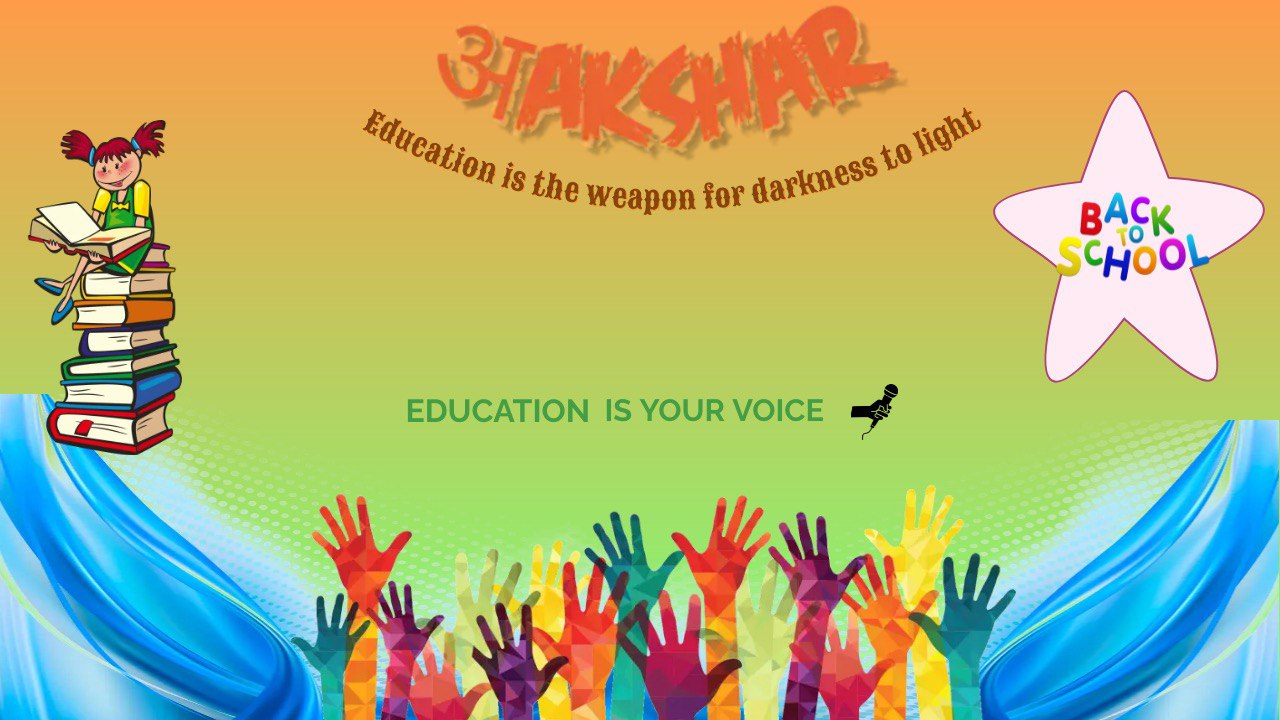 अAKSHAR
Education is the weapon for darkness to light
BACK
TO
SCHOOL
EDUCATION IS YOUR VOICE